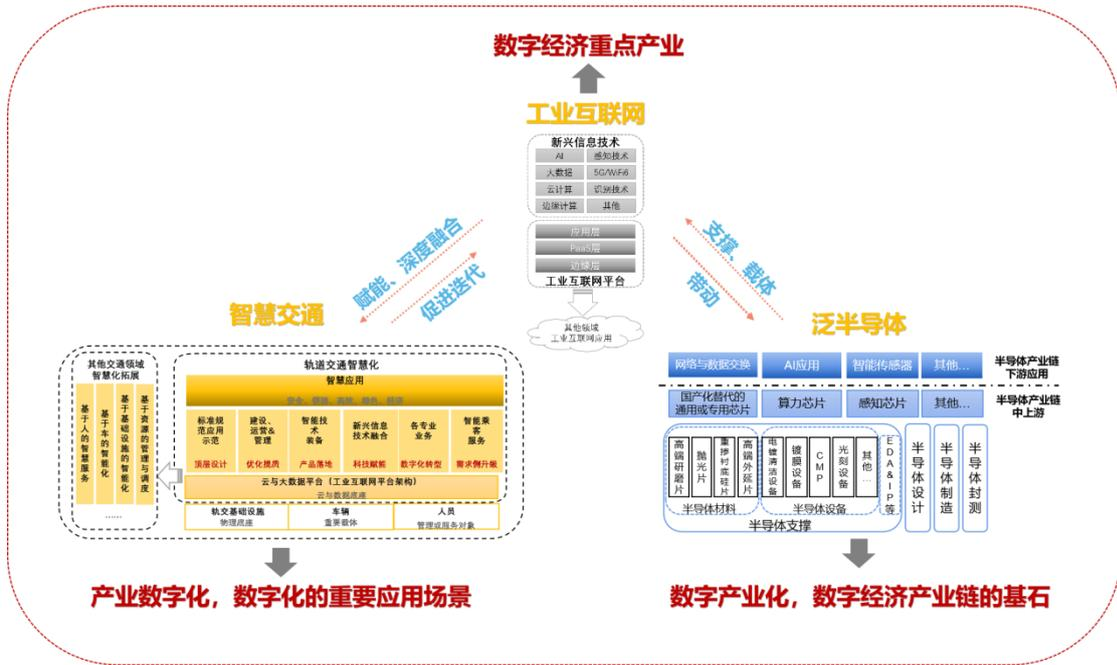 数字经济重点产业
工业互联网
新兴信息技术
AI
感知技术
大数据
5G/WiFi6
云计算
识别技术
边缘计算
其他
应用层
PaaS层
边缘层
工业互联网平台
其他领域
工业互联网应用
赋能、深度融合
促进迭代
支撑、载体
带动
智慧交通
其他交通领域
智慧化拓展
基于人的智慧服务
基于车的智能化
基于基础设施的智能化
基于资源的管理与调度
……
轨道交通智慧化
智慧应用
安全、便捷、高效、绿色、经济
标准规
范应用
示范
顶层设计
建设、
运营&
管理
优化提质
智能技
术
装备
产品落地
新兴信息
技术融合
科技赋能
各专业
业务
数字化转型
智能乘
客
服务
需求侧升级
云与大数据平台（工业互联网平台架构）
云与数据底座
轨交基础设施
物理底座
车辆
重要载体
人员
管理或服务对象
产业数字化，数字化的重要应用场景
泛半导体
网络与数据交换
AI应用
智能传感器
其他…
半导体产业链
下游应用
国产化替代的
通用或专用芯片
算力芯片
感知芯片
其他…
半导体产业链
中上游
高端研磨片
抛光片
重掺衬底硅片
高端外延片
半导体材料
电镀清洁设备
镀膜设备
CMP
光刻设备
其他…
半导体设备
EDA&IP等
半导体支撑
半导体设计
半导体制造
半导体封测
数字产业化，数字经济产业链的基石